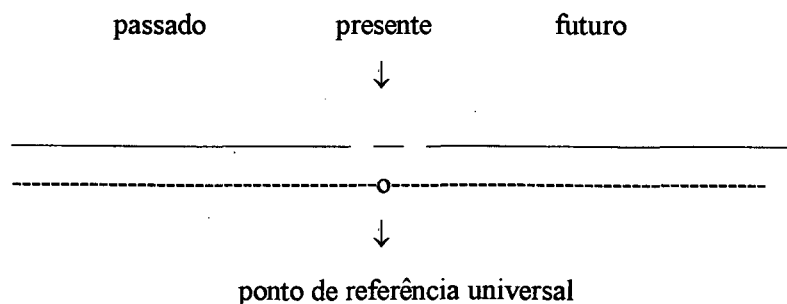 passado presente futuro
↓
o
↓
ponto de referência universal